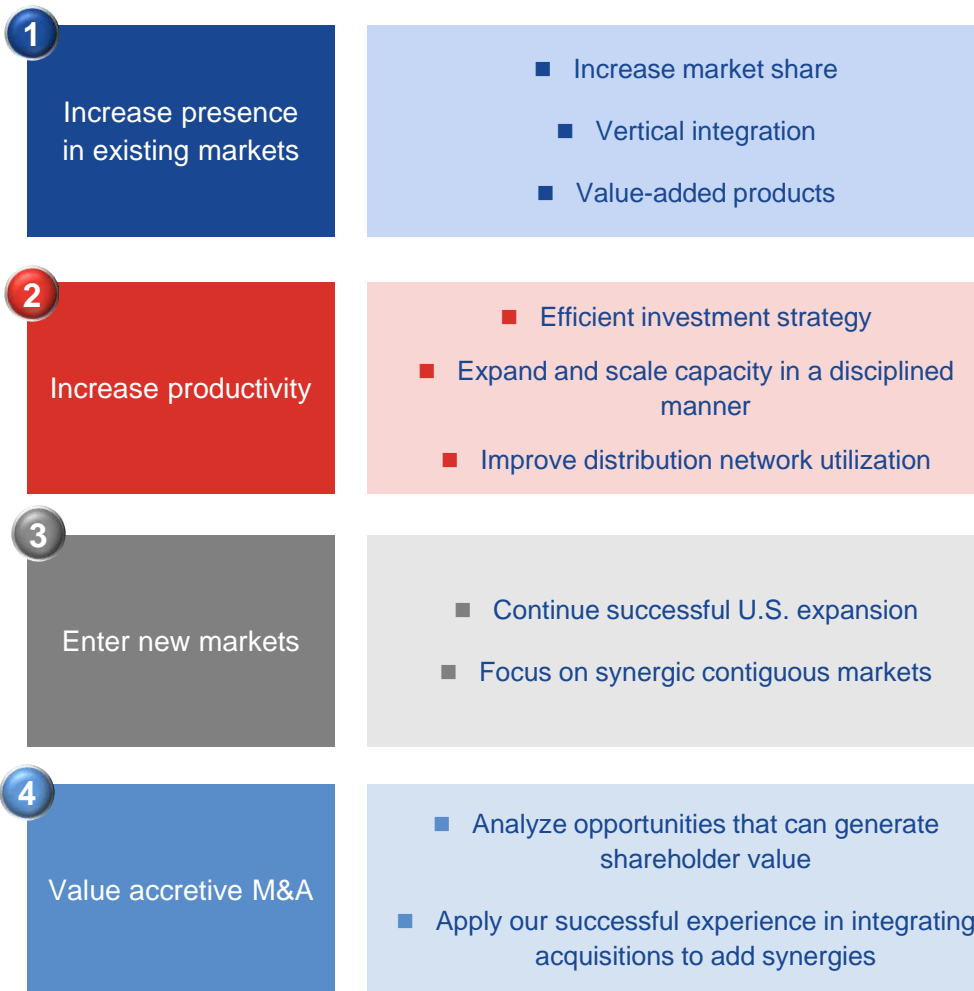 1
Increase presence
in existing markets
■ Increase market share
■ Vertical integration
■ Value-added products
2
Increase productivity
■ Efficient investment strategy
■ Expand and scale capacity in a disciplined
manner
■ Improve distribution network utilization
3
Enter new markets
■ Continue successful U.S. expansion
■ Focus on synergic contiguous markets
4
Value accretive M&A
■ Analyze opportunities that can generate
shareholder value
■ Apply our successful experience in integrating
acquisitions to add synergies